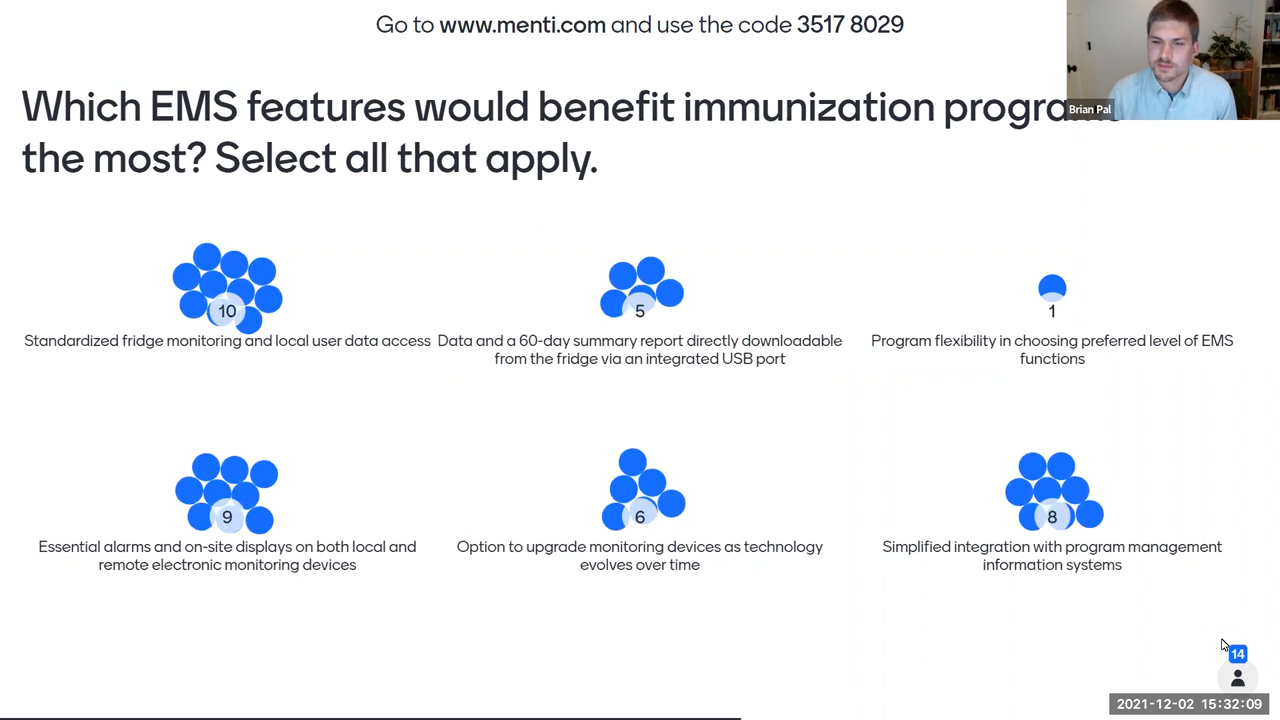 Go to www.menti.com and use the code 3517 8029
Which EMS features would benefit immunization
the most? Select all that apply.
Brian Pal
10
5
1
Standardized fridge monitoring and local user data access
Data and a 60-day summary report directly downloadable
from the fridge via an integrated USB port
Program flexibility in choosing preferred level of EMS
functions
9
6
8
Essential alarms and on-site displays on both local and
remote electronic monitoring devices
Option to upgrade monitoring devices as technology
evolves over time
Simplified integration with program management
information systems
14
2021-12-02 15:32:09